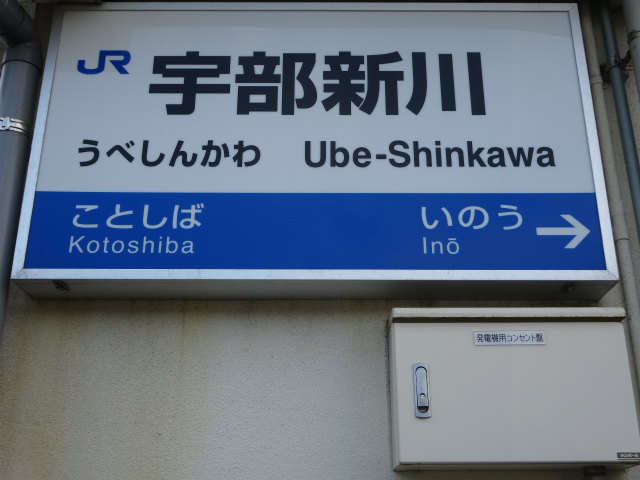 JR 宇部新川
うべしんかわ Ube-Shinkawa
ことしば いのう →
Kotoshiba Inō
発電機用コンセント盤